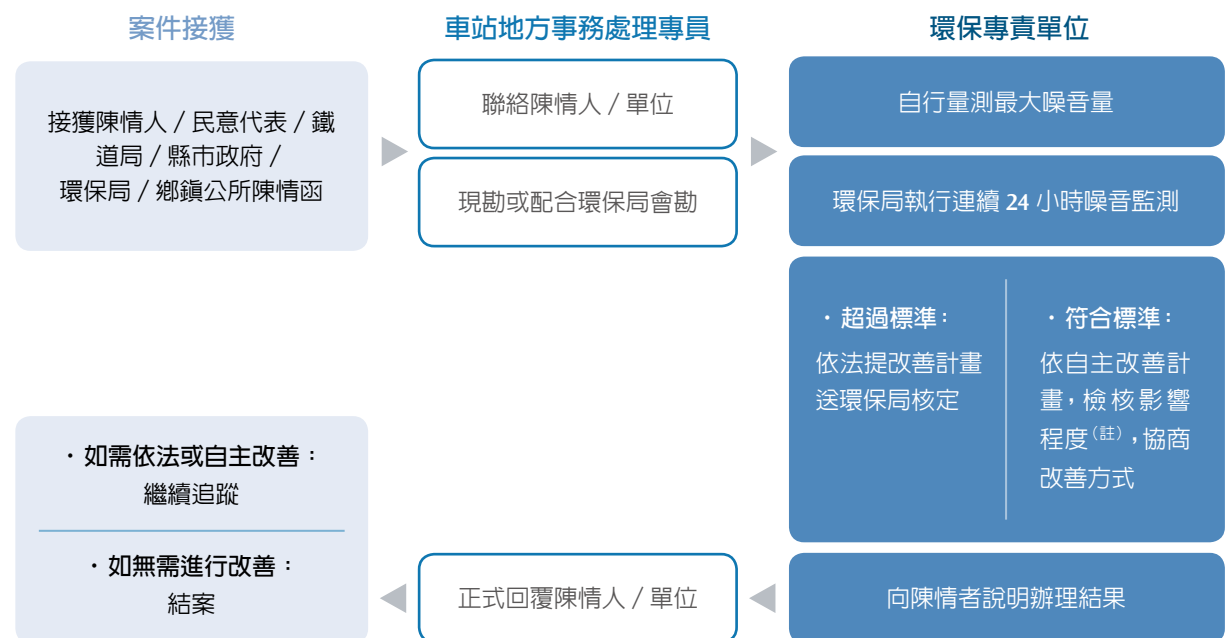 案件接獲
車站地方事務處理專員
環保專責單位
接獲陳情人 / 民意代表 / 鐵
道局 / 縣市政府 /
環保局 / 鄉鎮公所陳情函
聯絡陳情人 / 單位
現勘或配合環保局會勘
自行量測最大噪音量
環保局執行連續 24 小時噪音監測
・超過標準：
依法提改善計畫
送環保局核定
・符合標準：
依自主改善計
畫，檢核影響
程度（註），協商
改善方式
向陳情者說明辦理結果
正式回覆陳情人 / 單位
・如需依法或自主改善：
繼續追蹤
・如無需進行改善：
結案